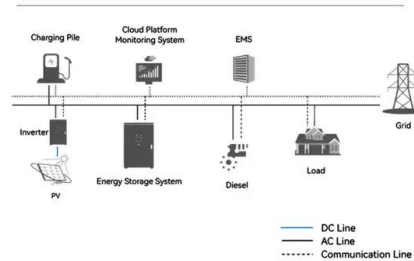 Charging Pile
Cloud Platform
Monitoring System
EMS
Grid
Inverter
PV
Energy Storage System
Diesel
Load
DC Line
AC Line
Communication Line